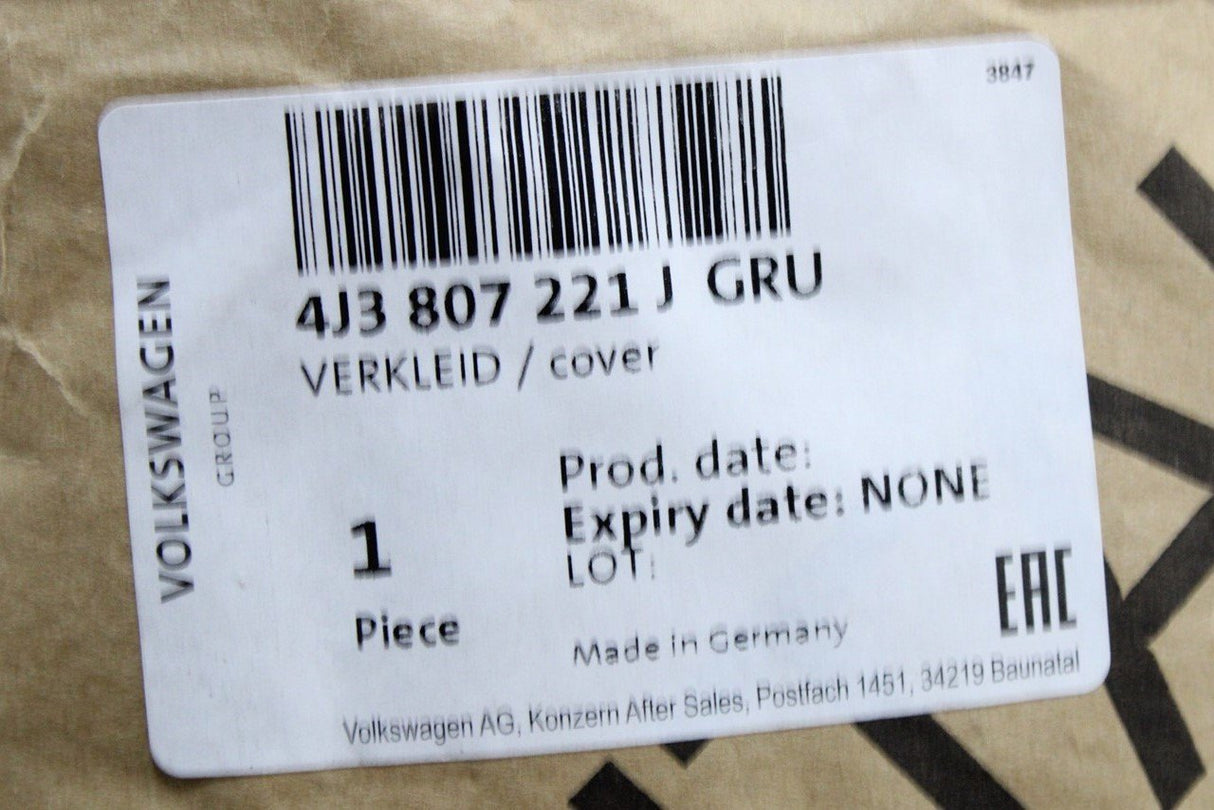 3847
4J3 807 221 J GRU
VERKLEID / cover
VOLKSWAGEN
GROUP
1
Piece
Prod. date:
Expiry date: NONE
LOT:
Made in Germany
EAC
Volkswagen AG, Konzern After Sales, Postfach 1451, 34219 Baunatal